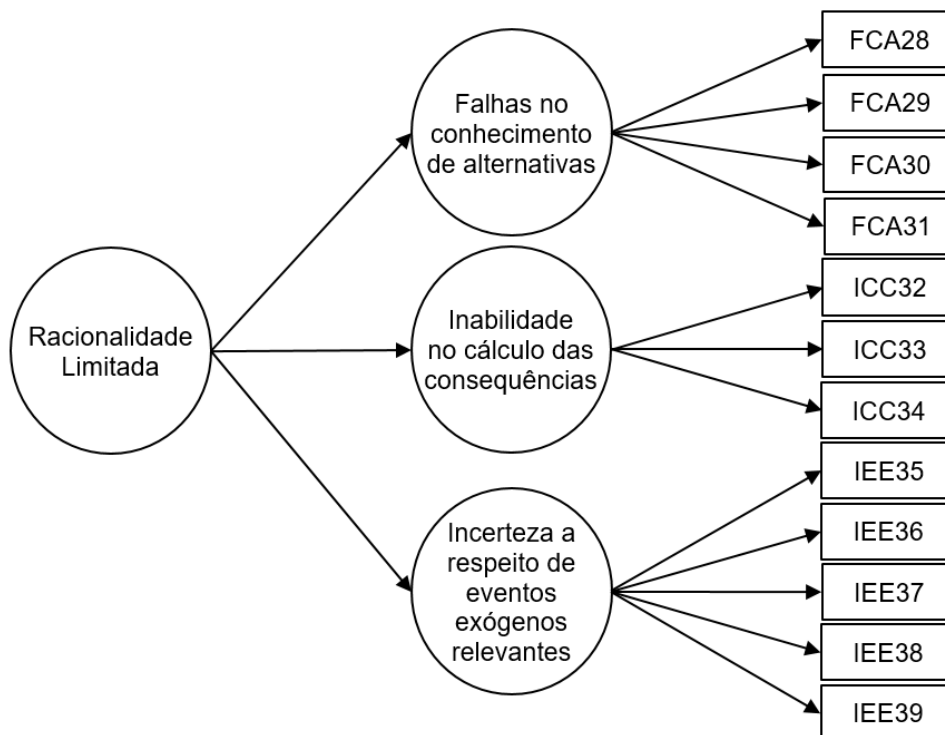 Racionalidade
Limitada
Falhas no
conhecimento
de alternativas
Inabilidade
no cálculo das
consequências
Incerteza a
respeito de
eventos
exógenos
relevantes
FCA28
FCA29
FCA30
FCA31
ICC32
ICC33
ICC34
IEE35
IEE36
IEE37
IEE38
IEE39